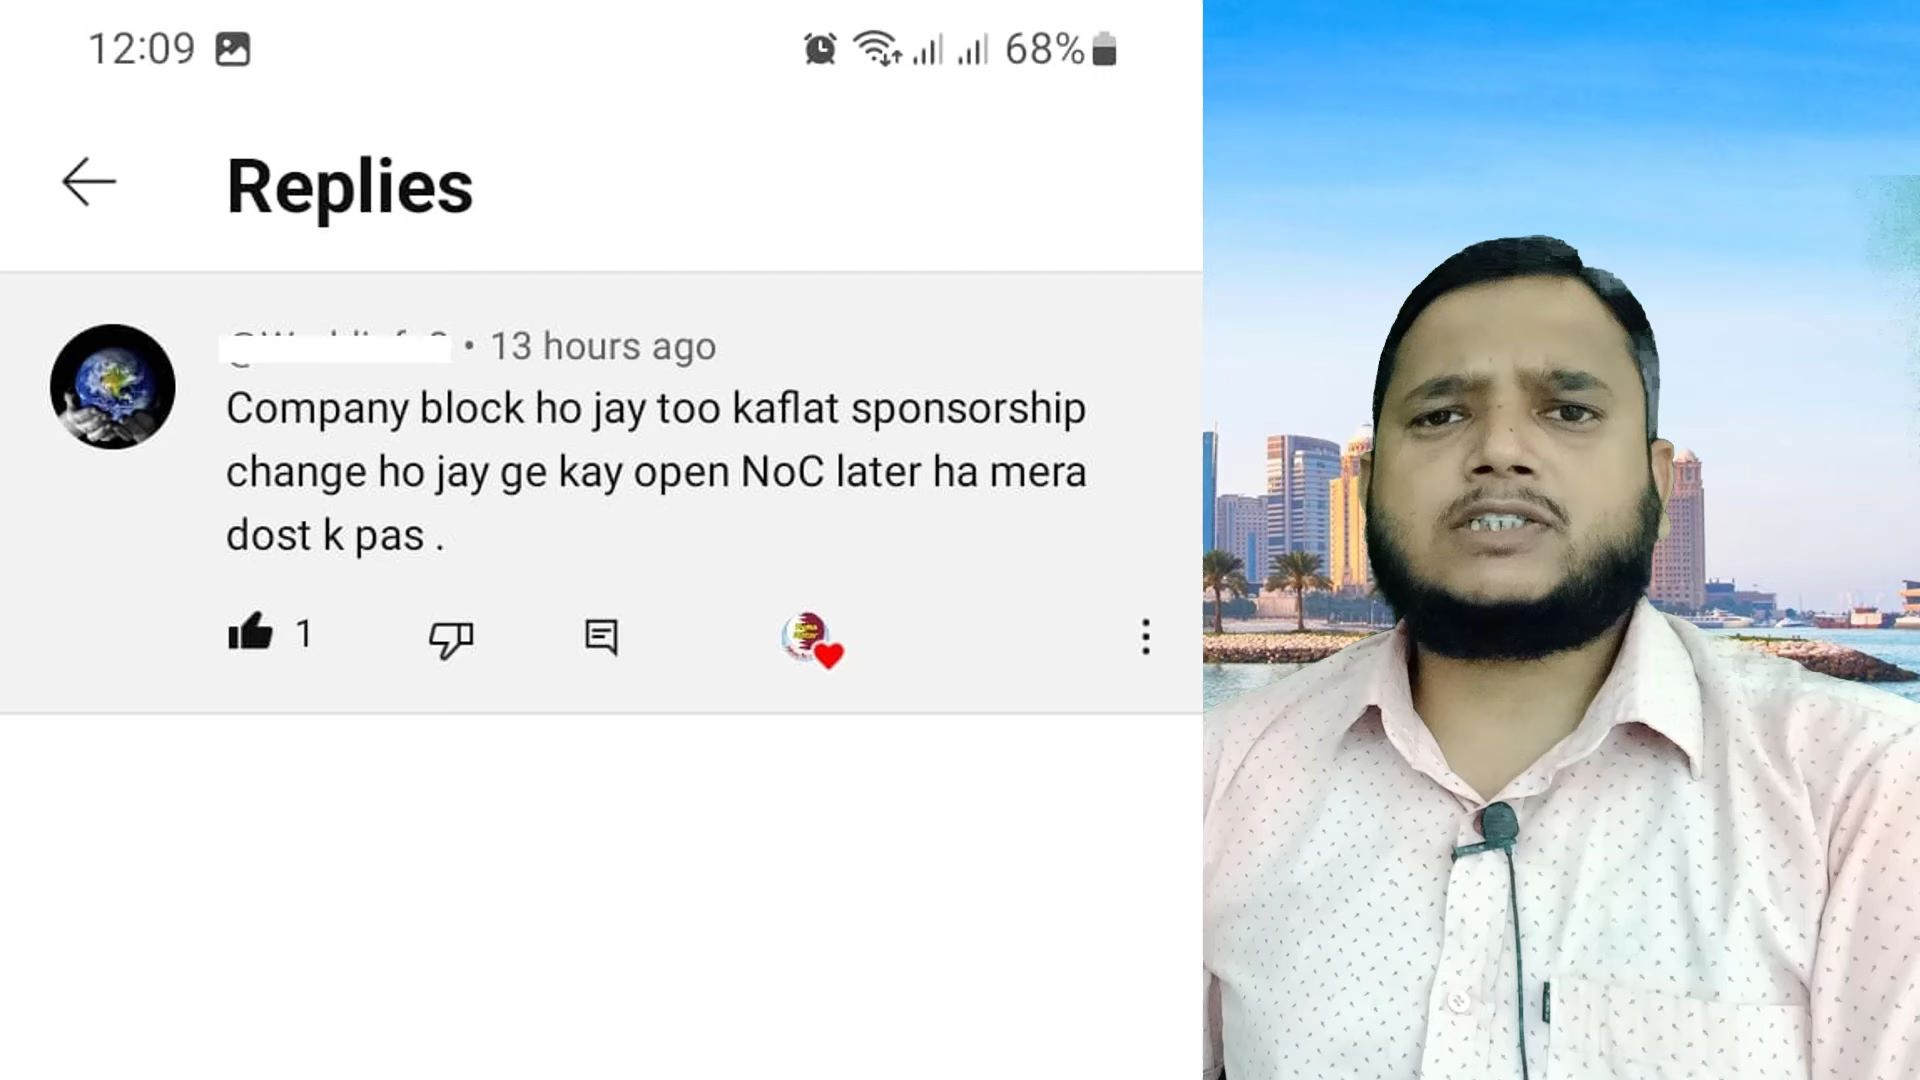 12:09 68%
Replies
• 13 hours ago
Company block ho jay too kaflat sponsorship
change ho jay ge kay open NoC later ha mera
dost k pas .
1